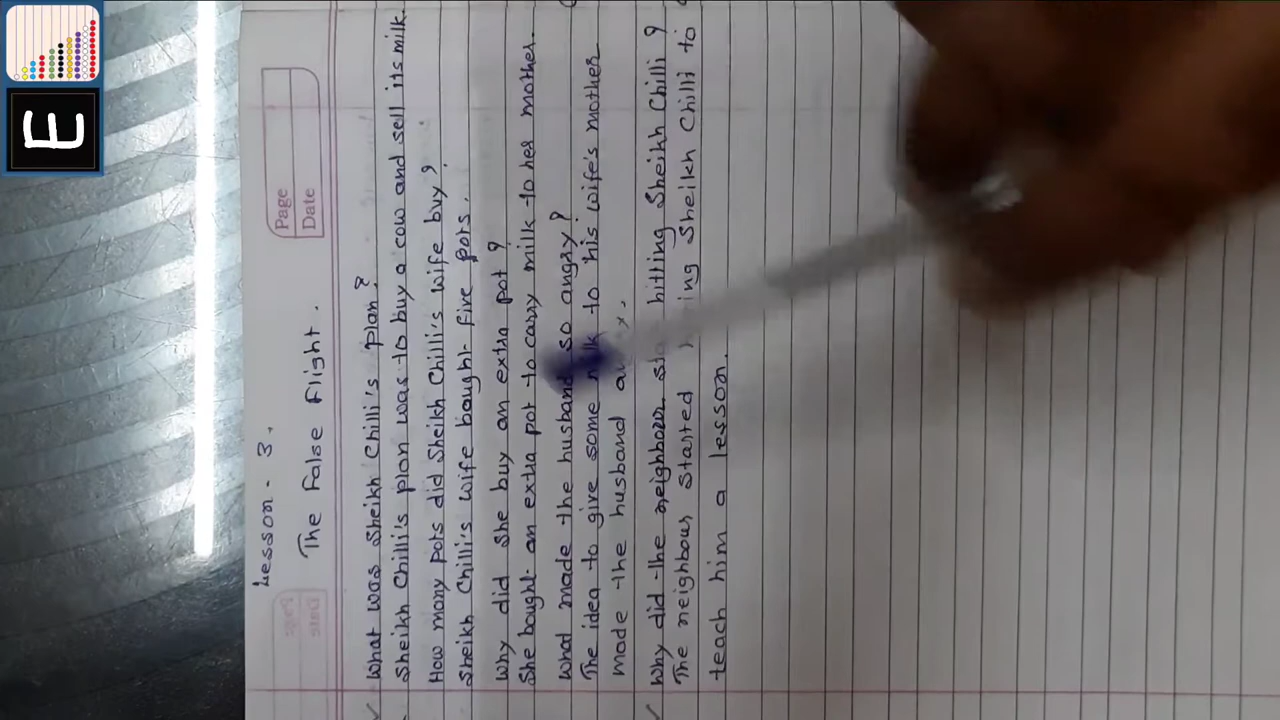 E
Page
Date
Lesson - 3.
The False Flight.
What was Sheikh Chilli's plan?
Sheikh Chilli's plan was to buy a cow and sell its milk.
How many pots did Sheikh Chilli's wife buy?
Sheikh Chilli's wife bought five pots.
Why did she buy an extra pot?
She bought an extra pot to carry milk to her mother.
What made the husband so angry?
The idea to give some milk to his wife's mother
made the husband
Why did the neighbour hitting Sheikh Chilli?
The neighbour Started Sheikh Chilli to
teach him a lesson.